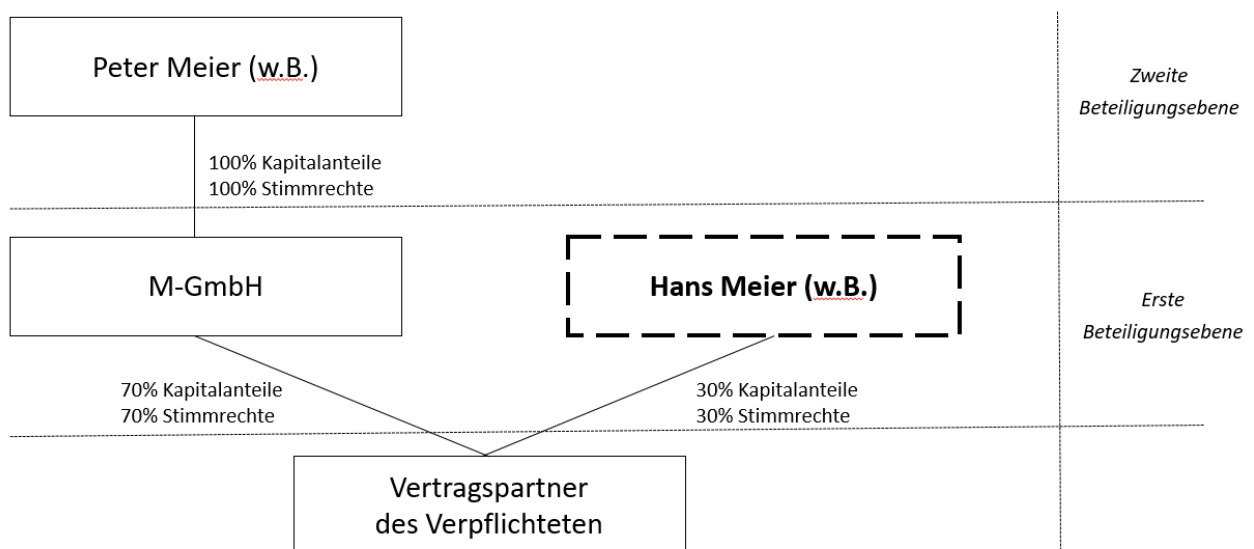 Peter Meier (w.B.)
Zweite
Beteiligungsebene
100% Kapitalanteile
100% Stimmrechte
M-GmbH
Hans Meier (w.B.)
Erste
Beteiligungsebene
70% Kapitalanteile
70% Stimmrechte
30% Kapitalanteile
30% Stimmrechte
Vertragspartner
des Verpflichteten